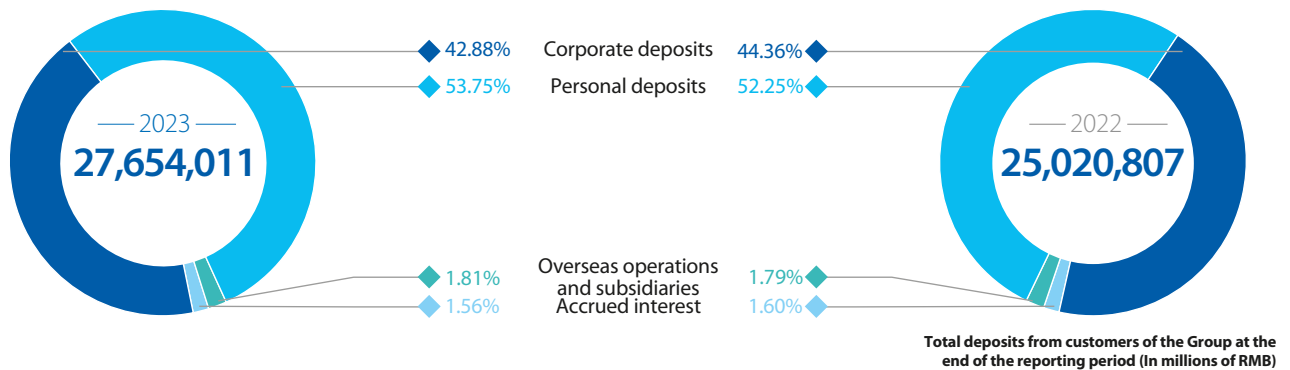 42.88% Corporate deposits 44.36%
53.75% Personal deposits 52.25%
2023
27,654,011
2022
25,020,807
1.81% Overseas operations and subsidiaries 1.79%
1.56% Accrued interest 1.60%
Total deposits from customers of the Group at the
end of the reporting period (In millions of RMB)